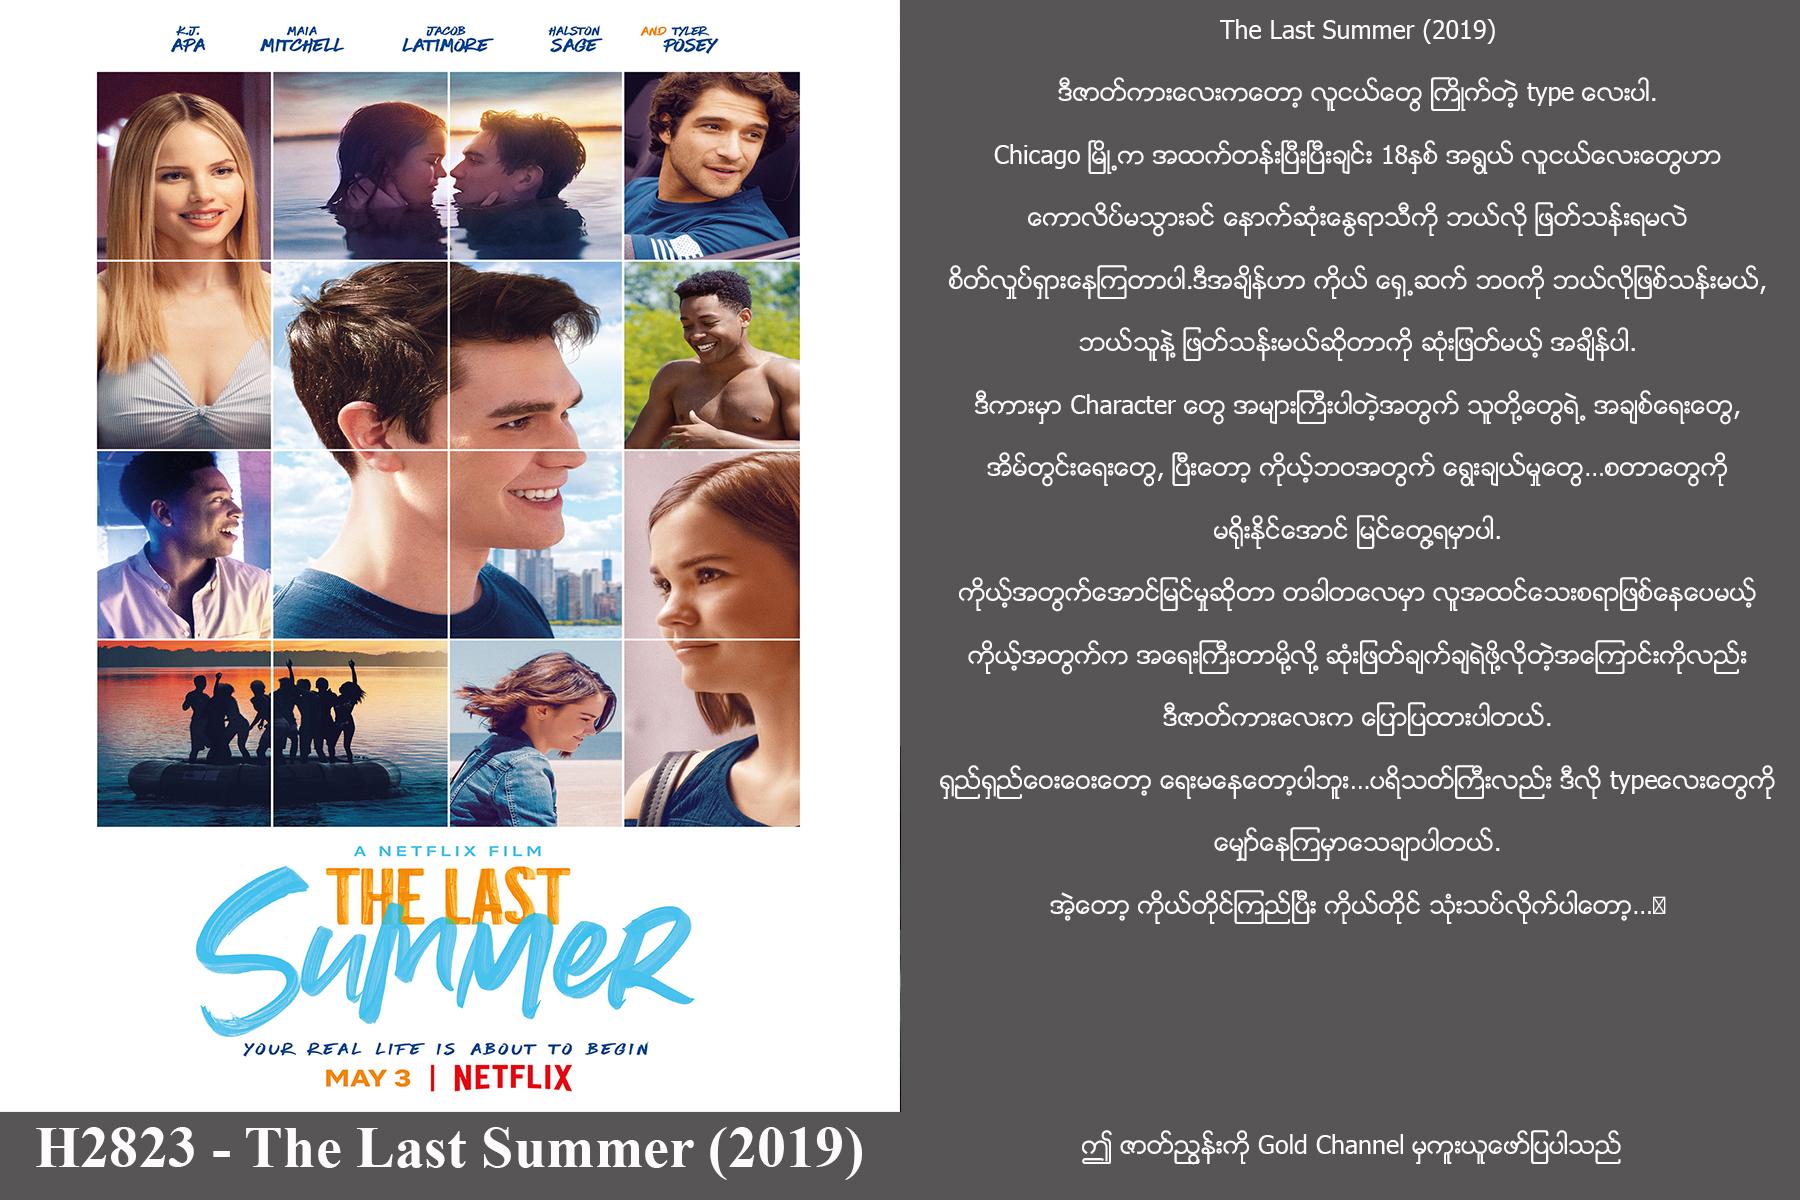 K.J. APA
MAIA MITCHELL
JACOB LATIMORE
HALSTON SAGE
AND TYLER POSEY
A NETFLIX FILM
THE LAST
SUMMER
YOUR REAL LIFE IS ABOUT TO BEGIN
MAY 3 | NETFLIX
H2823 - The Last Summer (2019)
The Last Summer (2019)
ဒီဇာတ်ကားလေးကတော့ လူငယ်တွေ ကြိုက်တဲ့ type လေးပါ.
Chicago မြို့က အထက်တန်းပြီးပြီးချင်း 18နှစ် အရွယ် လူငယ်လေးတွေဟာ
ကောလိပ်မသွားခင် နောက်ဆုံးနွေရာသီကို ဘယ်လို ဖြတ်သန်းရမလဲ
စိတ်လှုပ်ရှားနေကြတာပါ.ဒီအချိန်ဟာ ကိုယ် ရှေ့ဆက် ဘဝကို ဘယ်လိုဖြစ်သန်းမယ်,
ဘယ်သူနဲ့ ဖြတ်သန်းမယ်ဆိုတာကို ဆုံးဖြတ်မယ့် အချိန်ပါ.
ဒီကားမှာ Character တွေ အများကြီးပါတဲ့အတွက် သူတို့တွေရဲ့ အချစ်ရေးတွေ,
အိမ်တွင်းရေးတွေ, ပြီးတော့ ကိုယ့်ဘဝအတွက် ရွေးချယ်မှုတွေ...စတာတွေကို
မရိုးနိုင်အောင် မြင်တွေ့ရမှာပါ.
ကိုယ့်အတွက်အောင်မြင်မှုဆိုတာ တခါတလေမှာ လူအထင်သေးစရာဖြစ်နေပေမယ့်
ကိုယ့်အတွက်က အရေးကြီးတာမို့လို့ ဆုံးဖြတ်ချက်ချရဲဖို့လိုတဲ့အကြောင်းကိုလည်း
ဒီဇာတ်ကားလေးက ပြောပြထားပါတယ်.
ရှည်ရှည်ဝေးဝေးတော့ ရေးမနေတော့ပါဘူး...ပရိသတ်ကြီးလည်း ဒီလို typeလေးတွေကို
မျှော်နေကြမှာသေချာပါတယ်.
အဲ့တော့ ကိုယ်တိုင်ကြည်ပြီး ကိုယ်တိုင် သုံးသပ်လိုက်ပါတော့...
ဤ ဇာတ်ညွှန်းကို Gold Channel မှကူးယူဖော်ပြပါသည်